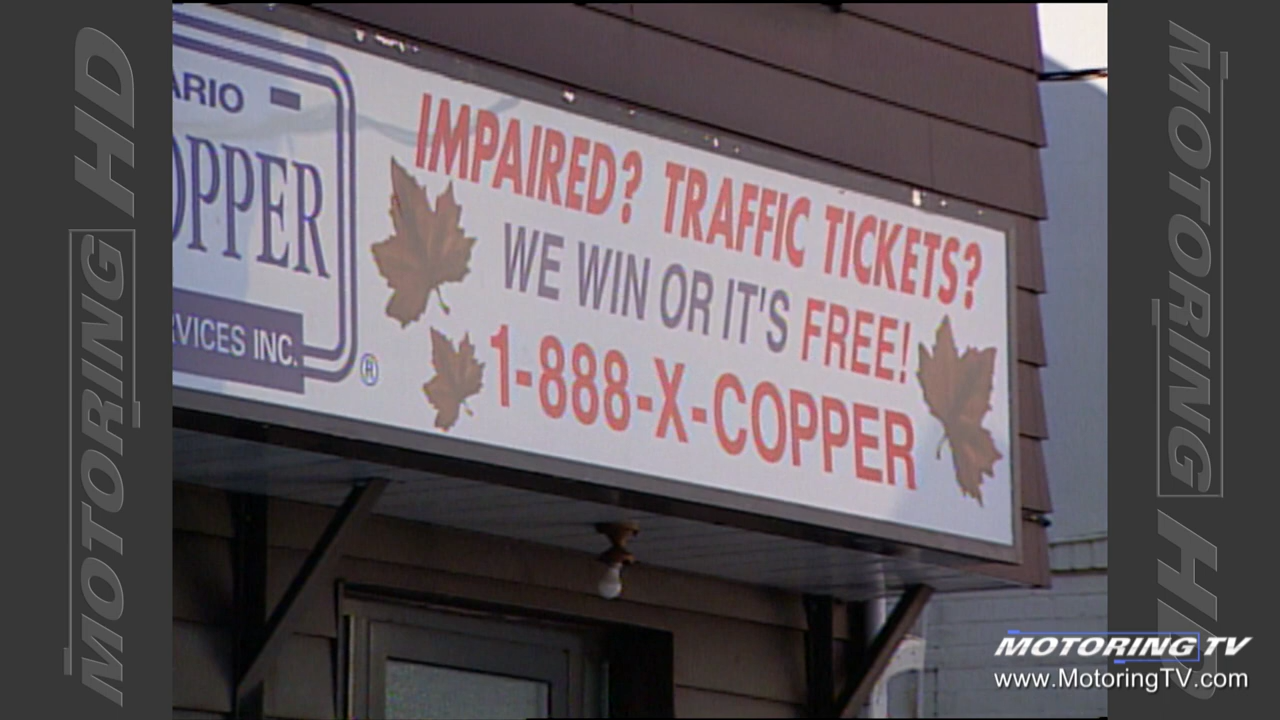 MOTORING HD
ARIO
OPPER
RVICES INC.
®
IMPAIRED? TRAFFIC TICKETS?
WE WIN OR IT'S FREE!
1-888-X-COPPER
MOTORING HD
MOTORING TV
www.MotoringTV.com